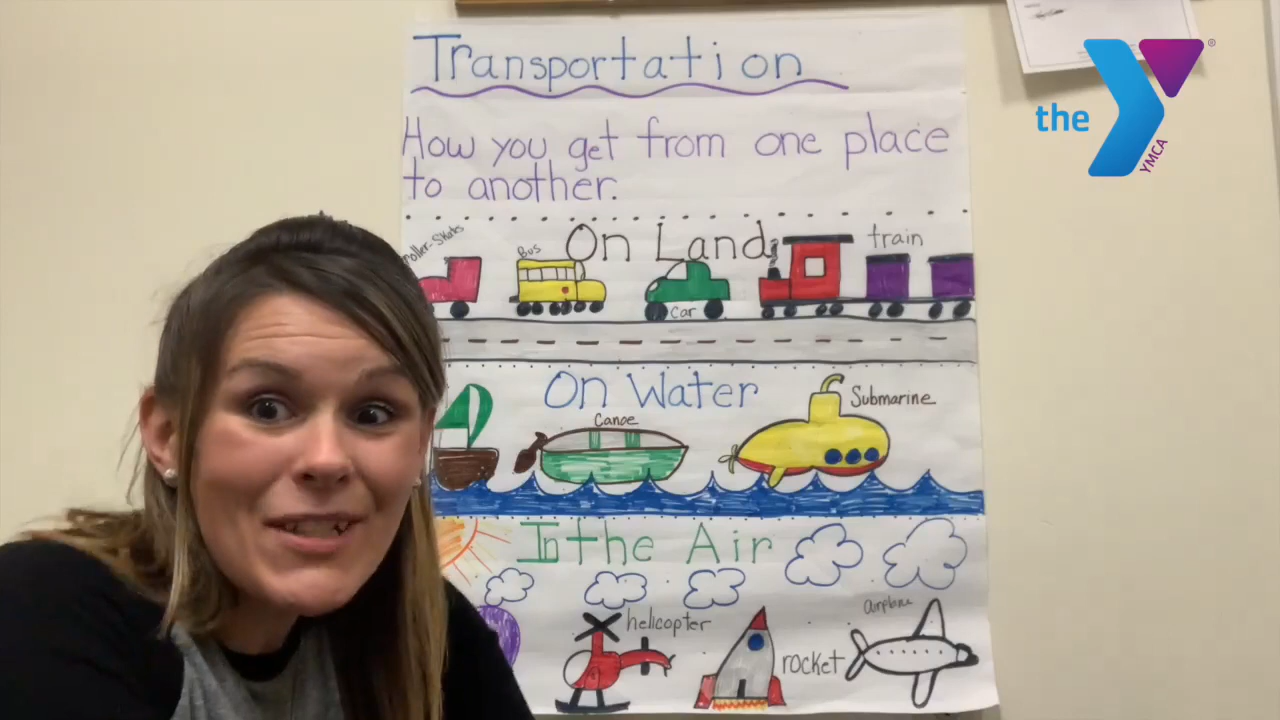 Transportation
How you get from one place
to another.
On Land
roller-skates
Bus
car
train
On Water
Canoe
Submarine
In the Air
helicopter
rocket
airplane
the
YMCA